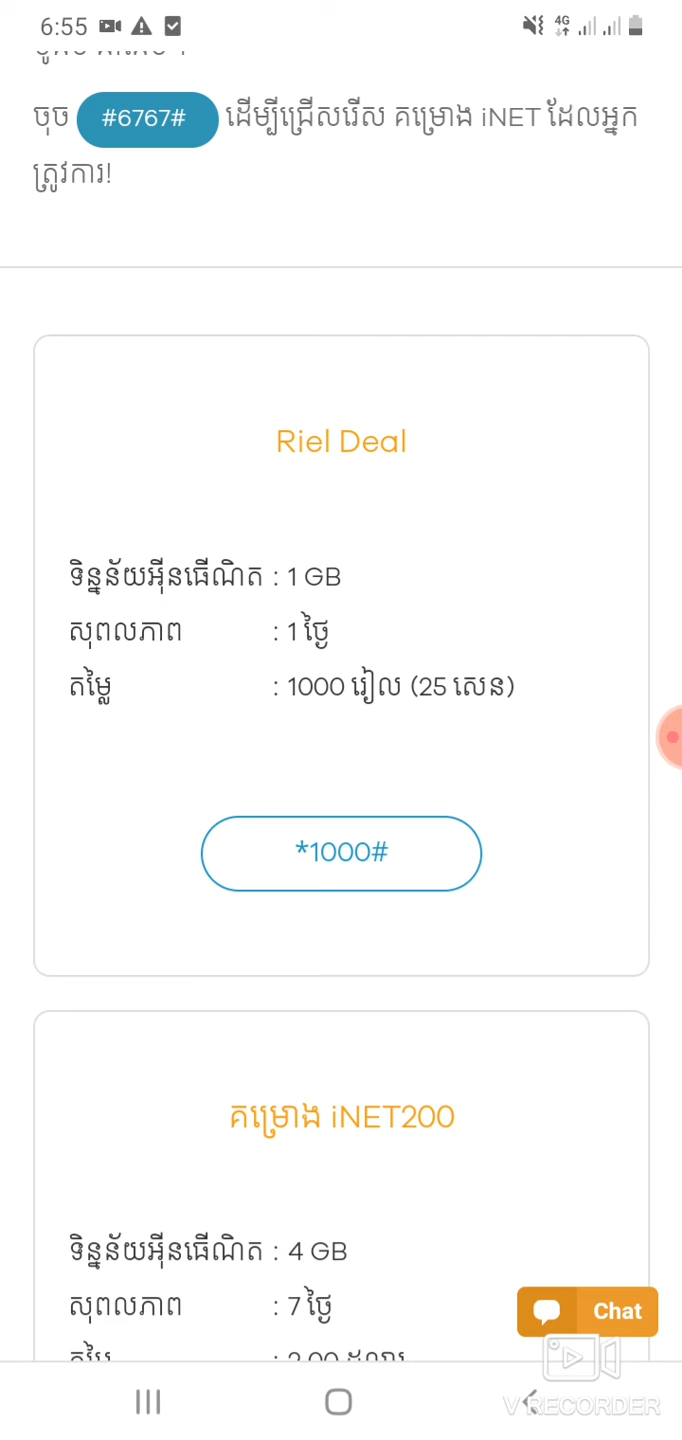 6:55
4G
ចុច #6767# ដើម្បីជ្រើសរើស គម្រោង iNET ដែលអ្នក
ត្រូវការ!
Riel Deal
ទិន្នន័យអ៊ីនធើណិត : 1 GB
សុពលភាព : 1 ថ្ងៃ
តម្លៃ : 1000 រៀល (25 សេន)
*1000#
គម្រោង iNET200
ទិន្នន័យអ៊ីនធើណិត : 4 GB
សុពលភាព : 7 ថ្ងៃ
Chat
V RECORDER